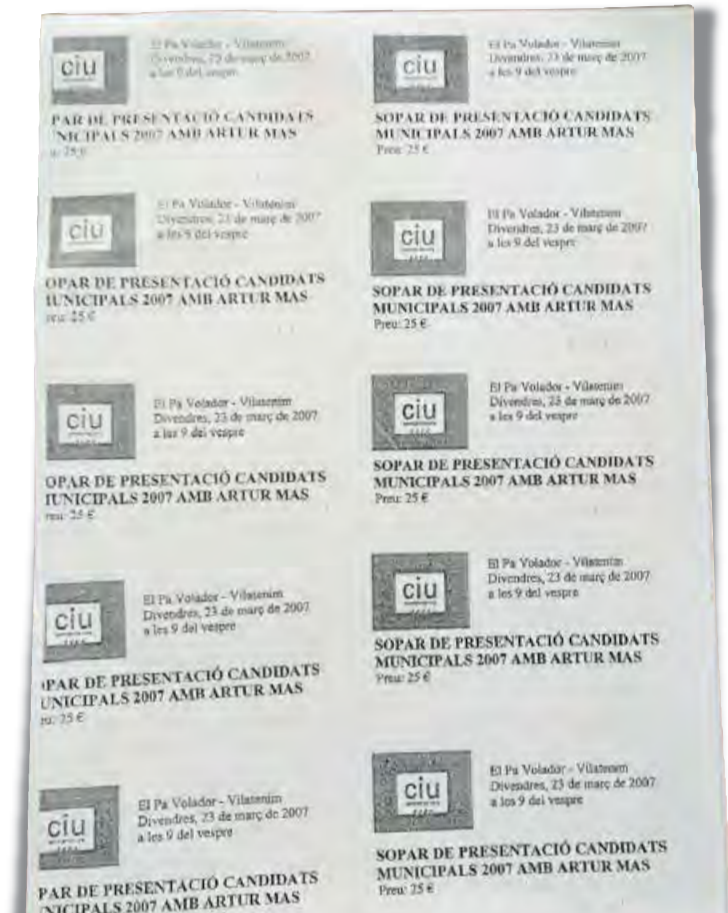 ciu
El Pa Volador - Vilatenim
Divendres, 23 de març de 2007
a les 9 del vespre
PAR DE PRESENTACIÓ CANDIDATS
NICIPALS 2007 AMB ARTUR MAS
u: 25 €
ciu
El Pa Volador - Vilatenim
Divendres, 23 de març de 2007
a les 9 del vespre
SOPAR DE PRESENTACIÓ CANDIDATS
MUNICIPALS 2007 AMB ARTUR MAS
Preu: 25 €
ciu
El Pa Volador - Vilatenim
Divendres, 23 de març de 2007
a les 9 del vespre
OPAR DE PRESENTACIÓ CANDIDATS
IUNICIPALS 2007 AMB ARTUR MAS
reu: 25 €
ciu
El Pa Volador - Vilatenim
Divendres, 23 de març de 2007
a les 9 del vespre
SOPAR DE PRESENTACIÓ CANDIDATS
MUNICIPALS 2007 AMB ARTUR MAS
Preu: 25 €
ciu
El Pa Volador - Vilatenim
Divendres, 23 de març de 2007
a les 9 del vespre
OPAR DE PRESENTACIÓ CANDIDATS
IUNICIPALS 2007 AMB ARTUR MAS
reu: 25 €
ciu
El Pa Volador - Vilatenim
Divendres, 23 de març de 2007
a les 9 del vespre
SOPAR DE PRESENTACIÓ CANDIDATS
MUNICIPALS 2007 AMB ARTUR MAS
Preu: 25 €
ciu
El Pa Volador - Vilatenim
Divendres, 23 de març de 2007
a les 9 del vespre
PAR DE PRESENTACIÓ CANDIDATS
UNICIPALS 2007 AMB ARTUR MAS
eu: 25 €
ciu
El Pa Volador - Vilatenim
Divendres, 23 de març de 2007
a les 9 del vespre
SOPAR DE PRESENTACIÓ CANDIDATS
MUNICIPALS 2007 AMB ARTUR MAS
Preu: 25 €
ciu
El Pa Volador - Vilatenim
Divendres, 23 de març de 2007
a les 9 del vespre
PAR DE PRESENTACIÓ CANDIDATS
NICIPALS 2007 AMB ARTUR MAS
ciu
El Pa Volador - Vilatenim
Divendres, 23 de març de 2007
a les 9 del vespre
SOPAR DE PRESENTACIÓ CANDIDATS
MUNICIPALS 2007 AMB ARTUR MAS
Preu: 25 €